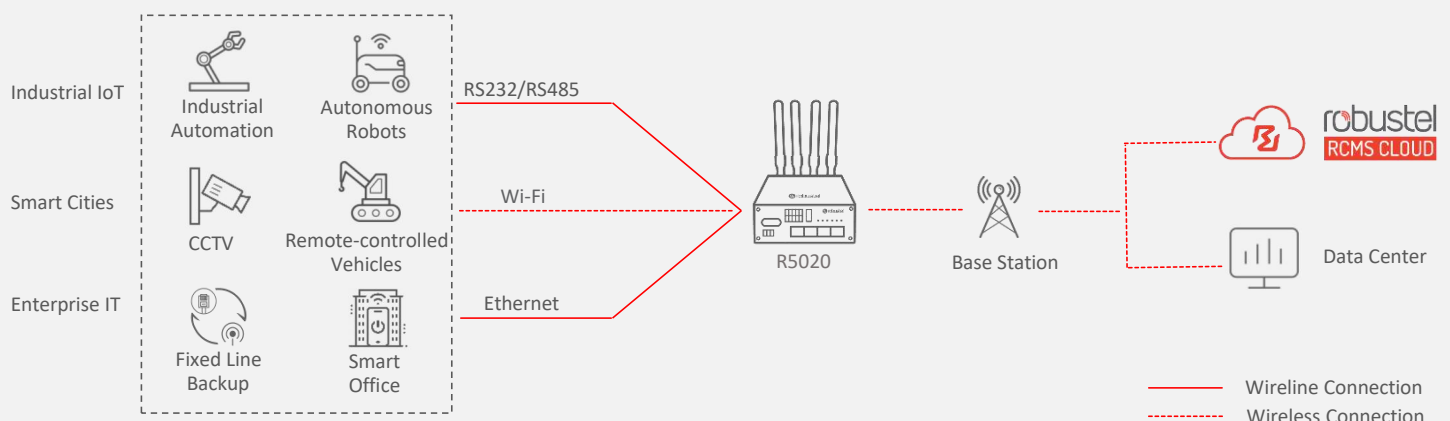 Industrial IoT
Industrial
Automation
Autonomous
Robots
RS232/RS485
Smart Cities
CCTV
Remote-controlled
Vehicles
Wi-Fi
Enterprise IT
Fixed Line
Backup
Smart
Office
Ethernet
robustel
R5020
Base Station
robustel
RCMS CLOUD
Data Center
Wireline Connection
Wireless Connection